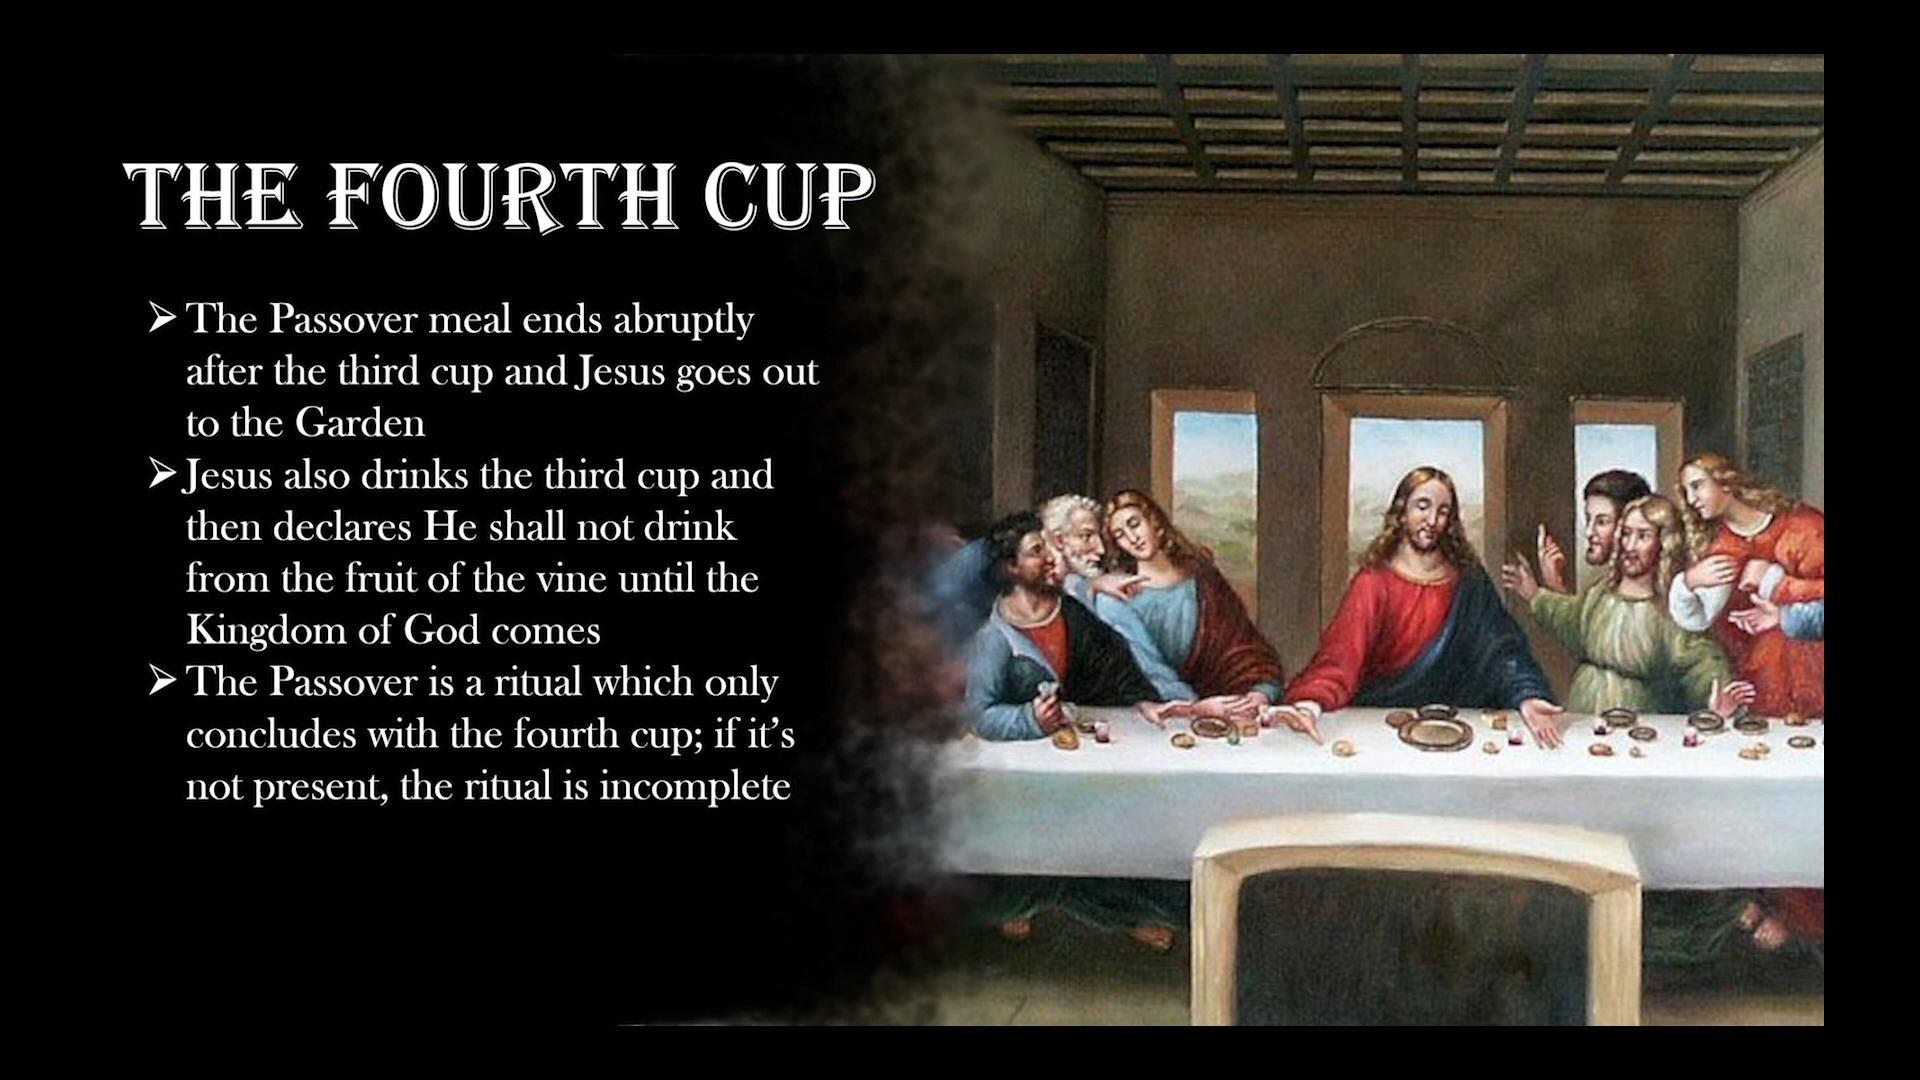 THE FOURTH CUP
➢ The Passover meal ends abruptly
after the third cup and Jesus goes out
to the Garden
➢ Jesus also drinks the third cup and
then declares He shall not drink
from the fruit of the vine until the
Kingdom of God comes
➢ The Passover is a ritual which only
concludes with the fourth cup; if it’s
not present, the ritual is incomplete